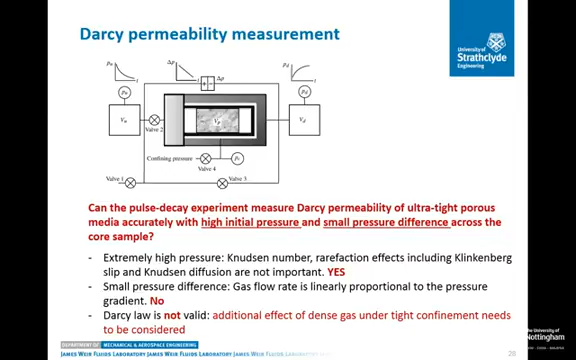 Darcy permeability measurement
University of
Strathclyde
Engineering
pu
t
Δp
t
Δp
pd
t
pu
pd
Vu
Vp
Vd
Valve 2
Confining pressure
pc
Valve 4
Valve 1
Valve 3
Can the pulse-decay experiment measure Darcy permeability of ultra-tight porous
media accurately with high initial pressure and small pressure difference across the
core sample?
- Extremely high pressure: Knudsen number, rarefaction effects including Klinkenberg
slip and Knudsen diffusion are not important. YES
- Small pressure difference: Gas flow rate is linearly proportional to the pressure
gradient. No
- Darcy law is not valid: additional effect of dense gas under tight confinement needs
to be considered
DEPARTMENT OF MECHANICAL & AEROSPACE ENGINEERING
JAMES WEIR FLUIDS LABORATORY JAMES WEIR FLUIDS LABORATORY JAMES WEIR FLUIDS LABORATORY
28
The University of
Nottingham